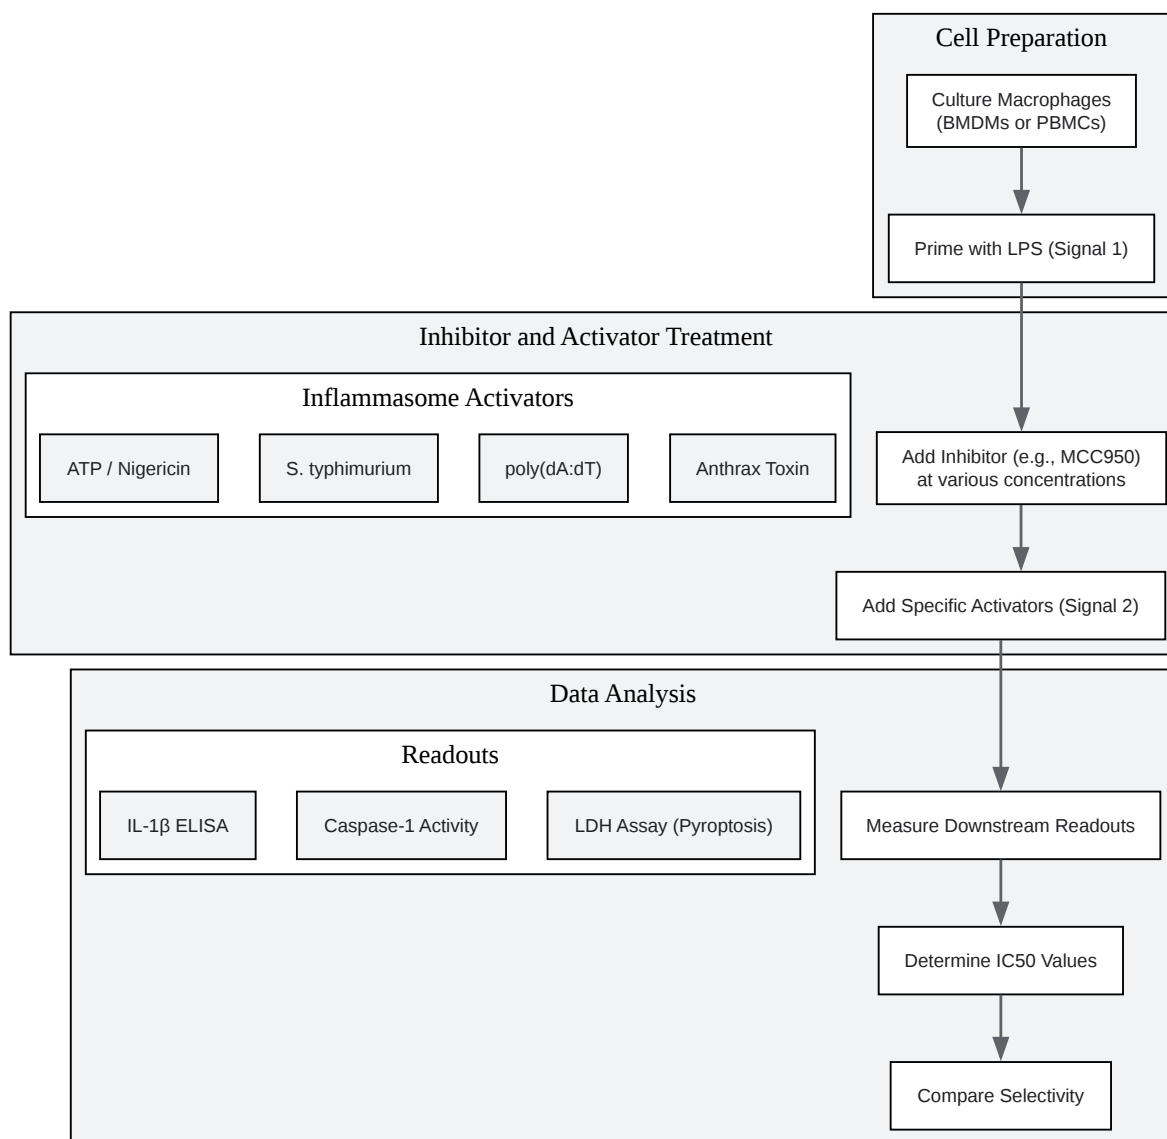 Cell Preparation
Culture Macrophages
(BMDMs or PBMCs)
Prime with LPS (Signal 1)
Inhibitor and Activator Treatment
Inflammasome Activators
ATP / Nigericin
S. typhimurium
poly(dA:dT)
Anthrax Toxin
Add Inhibitor (e.g., MCC950)
at various concentrations
Add Specific Activators (Signal 2)
Data Analysis
Readouts
IL-1β ELISA
Caspase-1 Activity
LDH Assay (Pyroptosis)
Measure Downstream Readouts
Determine IC50 Values
Compare Selectivity